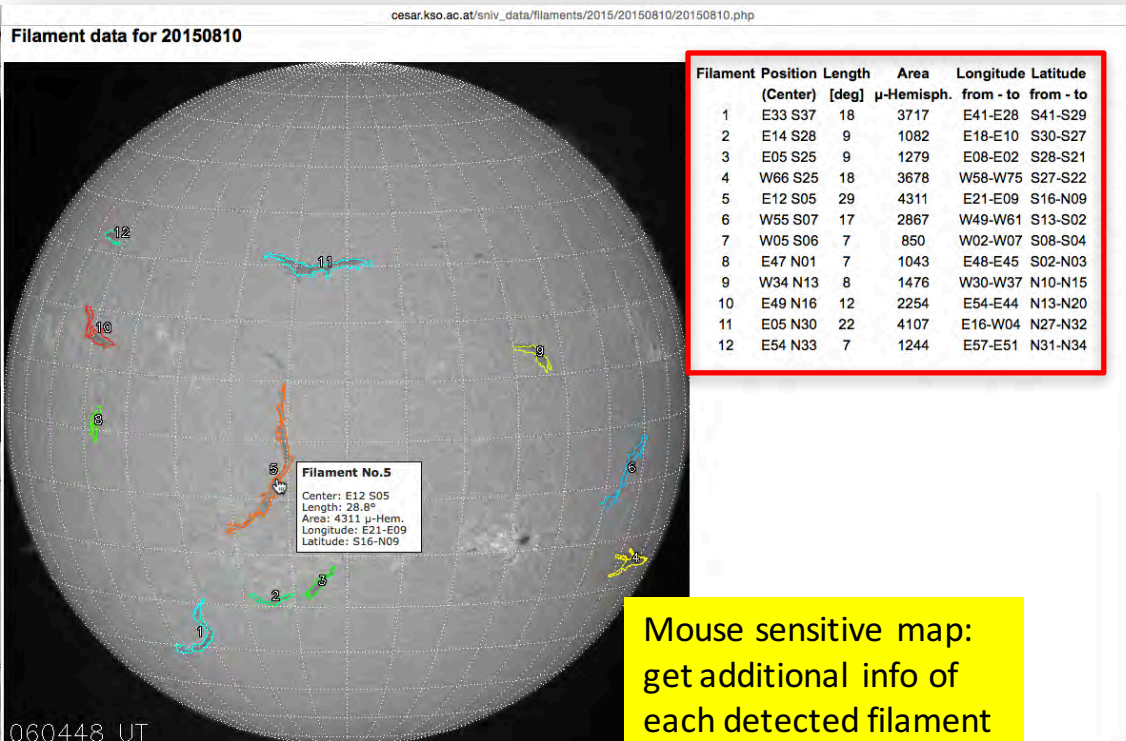 cesar.kso.ac.at/sniv_data/filaments/2015/20150810/20150810.php
Filament data for 20150810
Filament Position Length Area Longitude Latitude
(Center) [deg] μ-Hemisph. from - to from - to
1 E33 S37 18 3717 E41-E28 S41-S29
2 E14 S28 9 1082 E18-E10 S30-S27
3 E05 S25 9 1279 E08-E02 S28-S21
4 W66 S25 18 3678 W58-W75 S27-S22
5 E12 S05 29 4311 E21-E09 S16-N09
6 W55 S07 17 2867 W49-W61 S13-S02
7 W05 S06 7 850 W02-W07 S08-S04
8 E47 N01 7 1043 E48-E45 S02-N03
9 W34 N13 8 1476 W30-W37 N10-N15
10 E49 N16 12 2254 E54-E44 N13-N20
11 E05 N30 22 4107 E16-W04 N27-N32
12 E54 N33 7 1244 E57-E51 N31-N34
12
11
10
9
8
5
6
Filament No.5
Center: E12 S05
Length: 28.8°
Area: 4311 μ-Hem.
Longitude: E21-E09
Latitude: S16-N09
4
3
2
1
Mouse sensitive map:
get additional info of
each detected filament
060448 UT